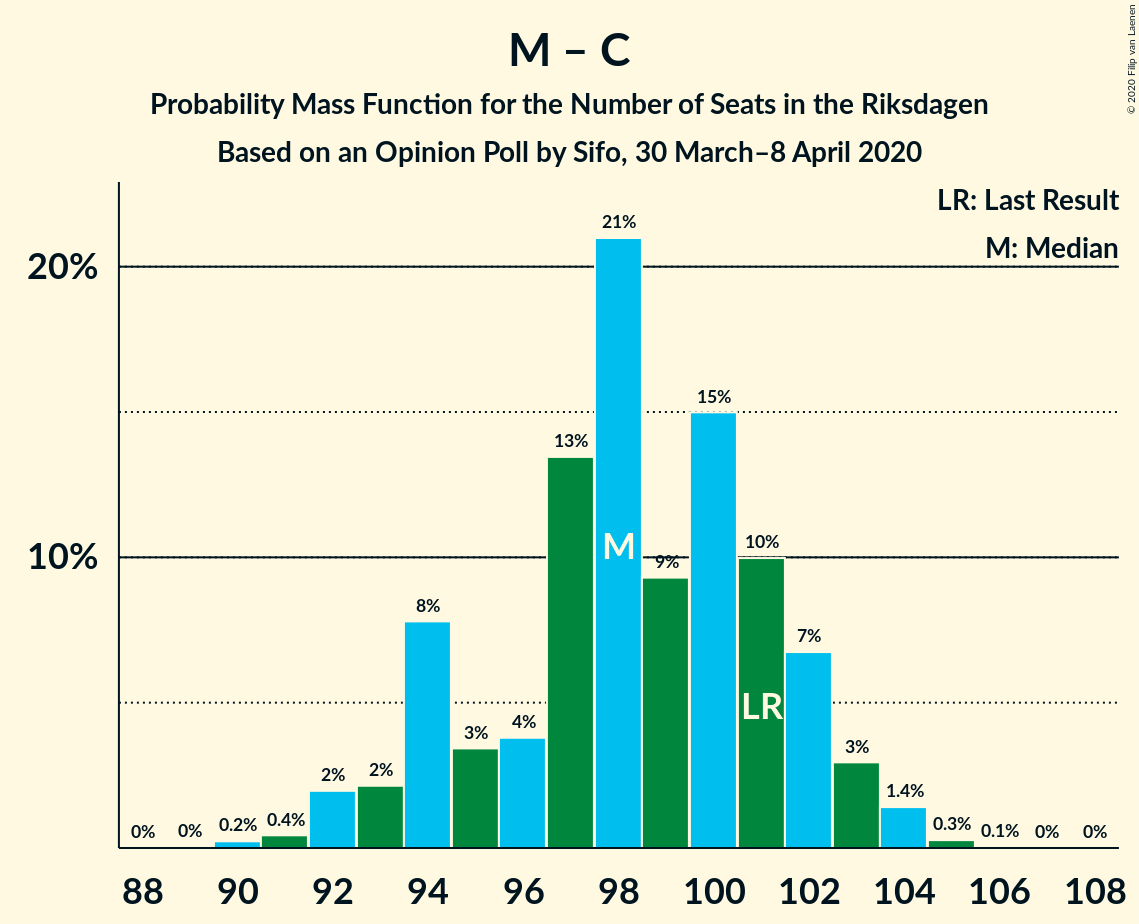 M – C
Probability Mass Function for the Number of Seats in the Riksdagen
Based on an Opinion Poll by Sifo, 30 March–8 April 2020
© 2020 Filip van Laenen
LR: Last Result
M: Median
20%
10%
0%
0%
0.2%
0.4%
2%
2%
8%
3%
4%
13%
21%
9%
15%
10%
7%
3%
1.4%
0.3%
0.1%
0%
0%
M
LR
88 90 92 94 96 98 100 102 104 106 108